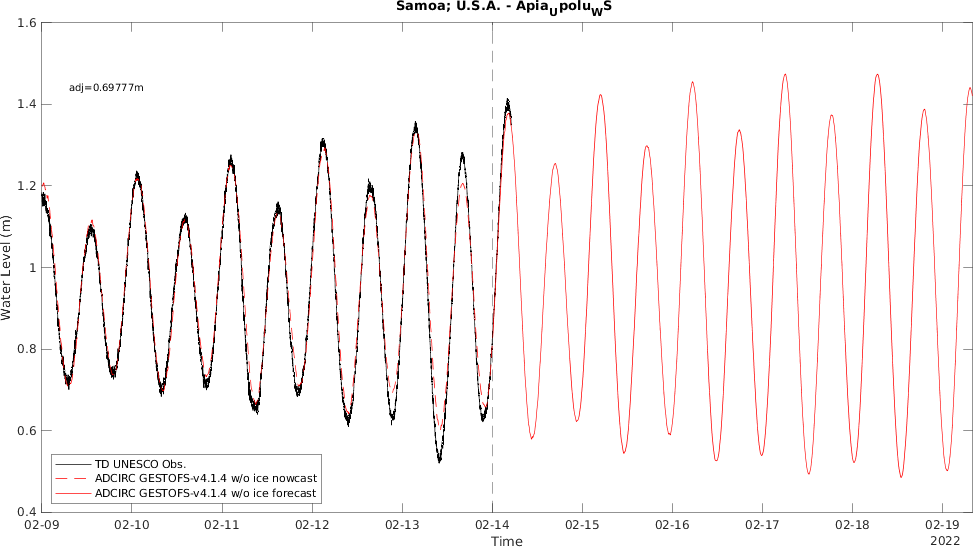 Samoa; U.S.A. - ApiaUpoluWS
1.6
1.4
1.2
1
0.8
0.6
0.4
Water Level (m)
adj=0.69777m
TD UNESCO Obs.
ADCIRC GESTOFS-v4.1.4 w/o ice nowcast
ADCIRC GESTOFS-v4.1.4 w/o ice forecast
02-09 02-10 02-11 02-12 02-13 02-14 02-15 02-16 02-17 02-18 02-19
Time
2022